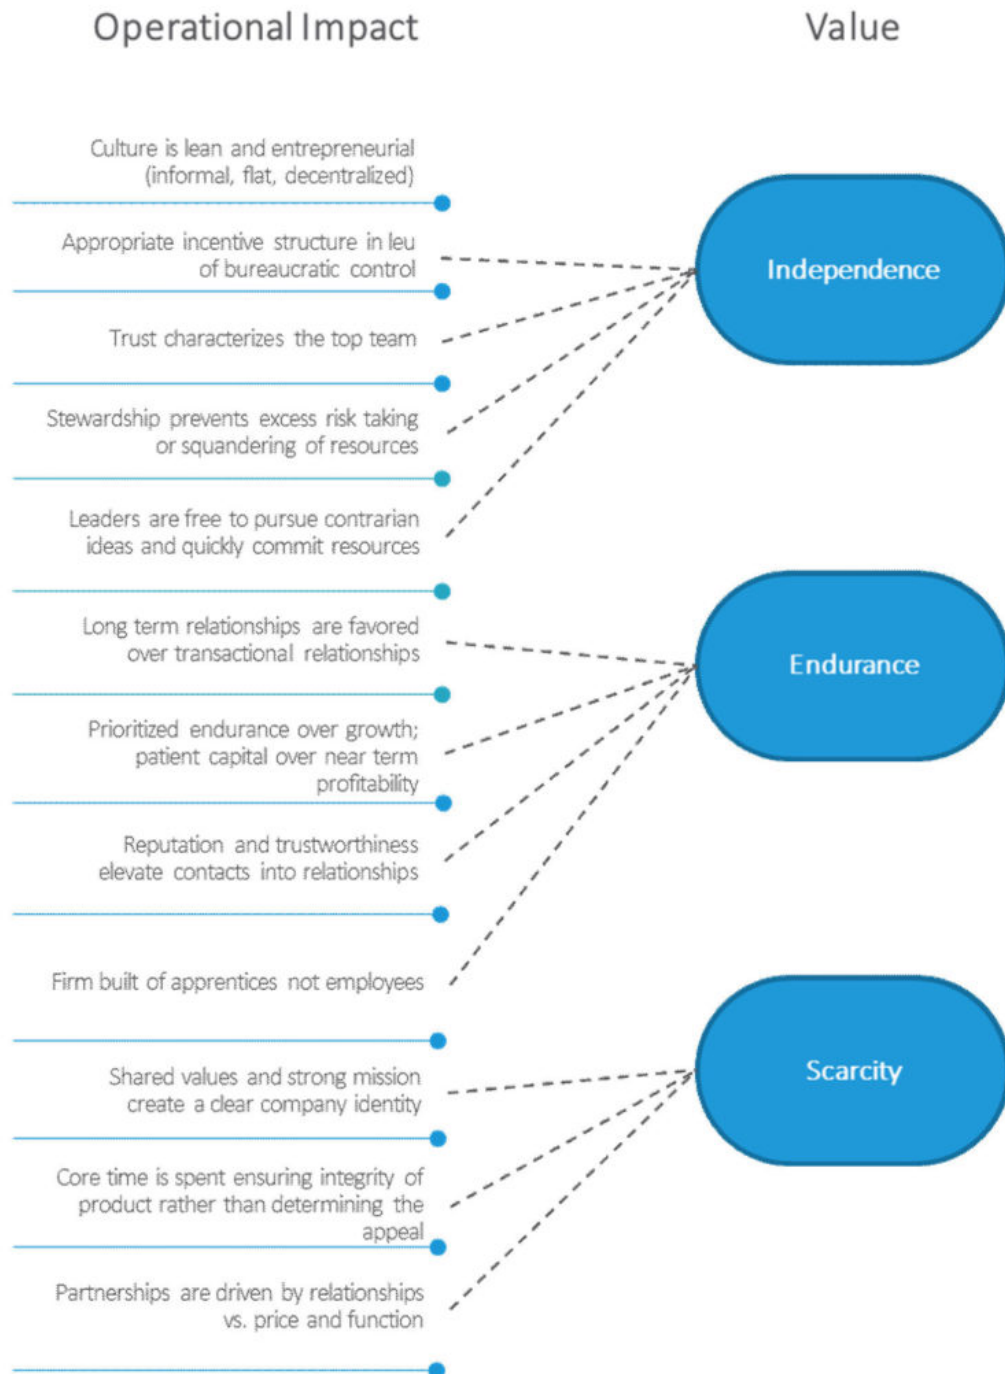 Operational Impact
Value
Culture is lean and entrepreneurial
(informal, flat, decentralized)
Appropriate incentive structure in leu
of bureaucratic control
Independence
Trust characterizes the top team
Stewardship prevents excess risk taking
or squandering of resources
Leaders are free to pursue contrarian
ideas and quickly commit resources
Long term relationships are favored
over transactional relationships
Endurance
Prioritized endurance over growth;
patient capital over near term
profitability
Reputation and trustworthiness
elevate contacts into relationships
Firm built of apprentices not employees
Shared values and strong mission
create a clear company identity
Scarcity
Core time is spent ensuring integrity of
product rather than determining the
appeal
Partnerships are driven by relationships
vs. price and function